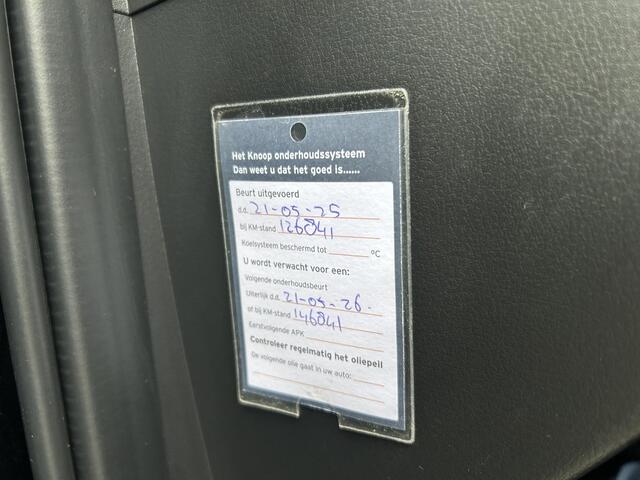 Het Knoop onderhoudssysteem
Dan weet u dat het goed is......
Beurt uitgevoerd
d.d. 21-05-25
bij KM-stand 126841
Koelsysteem beschermd tot °C
U wordt verwacht voor een:
Volgende onderhoudsbeurt
Uiterlijk d.d. 21-05-26.
of bij KM-stand 146841
Eerstvolgende APK
Controleer regelmatig het oliepeil
De volgende olie gaat in uw auto: